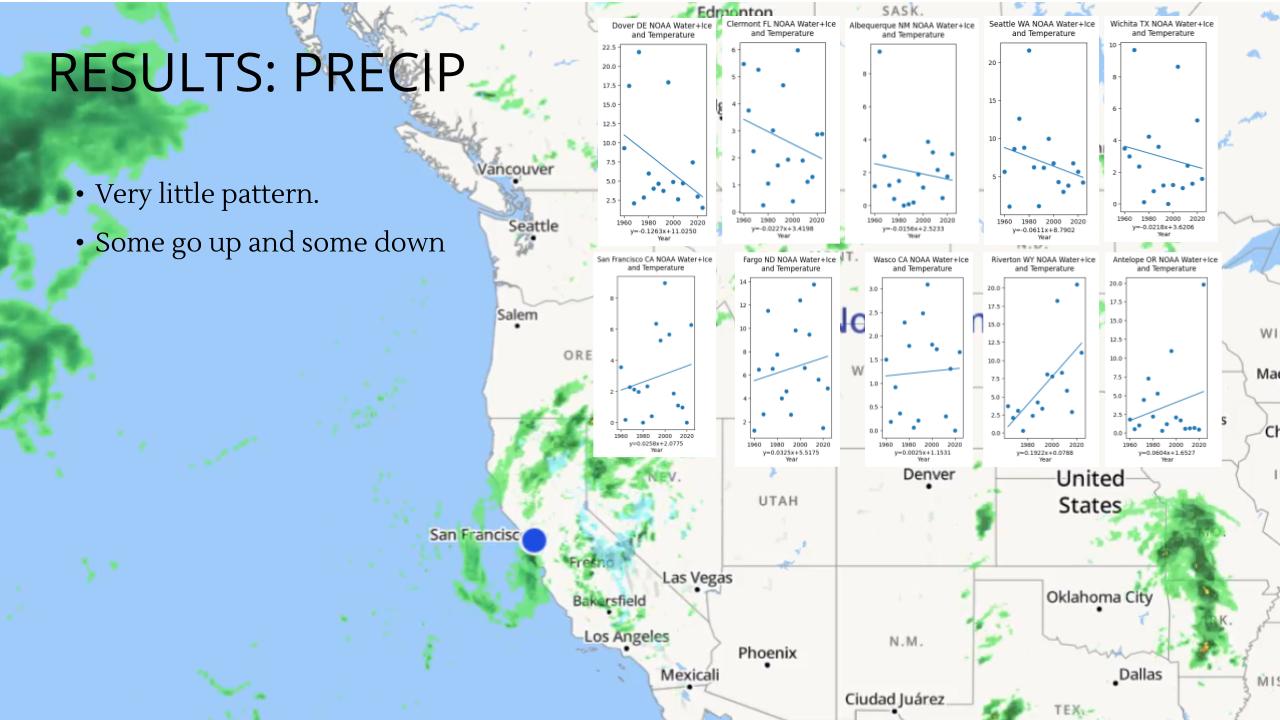 RESULTS: PRECIP
• Very little pattern.
• Some go up and some down
Edmonton
SASK.
Dover DE NOAA Water+Ice
and Temperature
22.5
20.0
17.5
15.0
12.5
10.0
7.5
5.0
2.5
1960 1980 2000 2020
y=-0.1263x+11.0250
Year
Clermont FL NOAA Water+Ice
and Temperature
6
5
4
3
2
1
0
1960 1980 2000 2020
y=-0.0227x+3.4198
Year
Albequerque NM NOAA Water+Ice
and Temperature
8
6
4
2
0
1960 1980 2000 2020
y=-0.0156x+2.5233
Year
Seattle WA NOAA Water+Ice
and Temperature
20
15
10
5
0
1960 1980 2000 2020
y=-0.0611x+8.7902
Year
Wichita TX NOAA Water+Ice
and Temperature
10
8
6
4
2
0
1960 1980 2000 2020
y=-0.0218x+3.6206
Year
San Francisco CA NOAA Water+Ice
and Temperature
8
6
4
2
0
1960 1980 2000 2020
y=0.0258x+2.0775
Year
Fargo ND NOAA Water+Ice
and Temperature
14
12
10
8
6
4
2
1960 1980 2000 2020
y=0.0325x+5.5175
Year
Wasco CA NOAA Water+Ice
and Temperature
3.0
2.5
2.0
1.5
1.0
0.5
0.0
1960 1980 2000 2020
y=0.0025x+1.1531
Year
Riverton WY NOAA Water+Ice
and Temperature
20.0
17.5
15.0
12.5
10.0
7.5
5.0
2.5
0.0
1980 2000 2020
y=0.1922x+0.0788
Year
Antelope OR NOAA Water+Ice
and Temperature
20.0
17.5
15.0
12.5
10.0
7.5
5.0
2.5
0.0
1960 1980 2000 2020
y=0.0604x+1.6527
Year
Vancouver
Seattle
Salem
ORE
NEV.
UTAH
Denver
United
States
San Francisc
Fresno
Las Vegas
Bakersfield
Los Angeles
Oklahoma City
Phoenix
N.M.
Dallas
Mexicali
Ciudad Juárez
TEX
MIS
WI
Mad